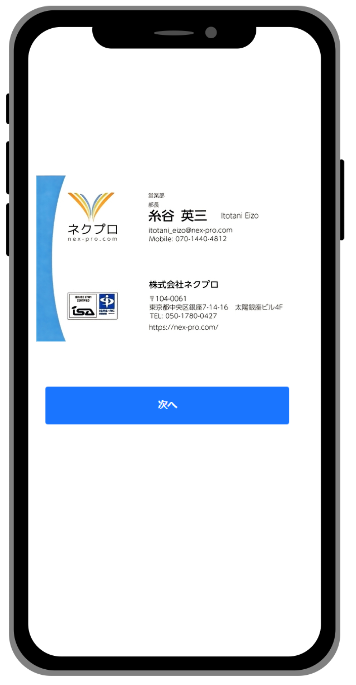 ネクプロ
nex-pro.com
営業部
部長
糸谷 英三 Itotani Eizo
itotani_eizo@nex-pro.com
Mobile: 070-1440-4812
株式会社ネクプロ
〒104-0061
東京都中央区銀座7-14-16 太陽銀座ビル4F
TEL: 050-1780-0427
https://nex-pro.com/
ISA
次へ